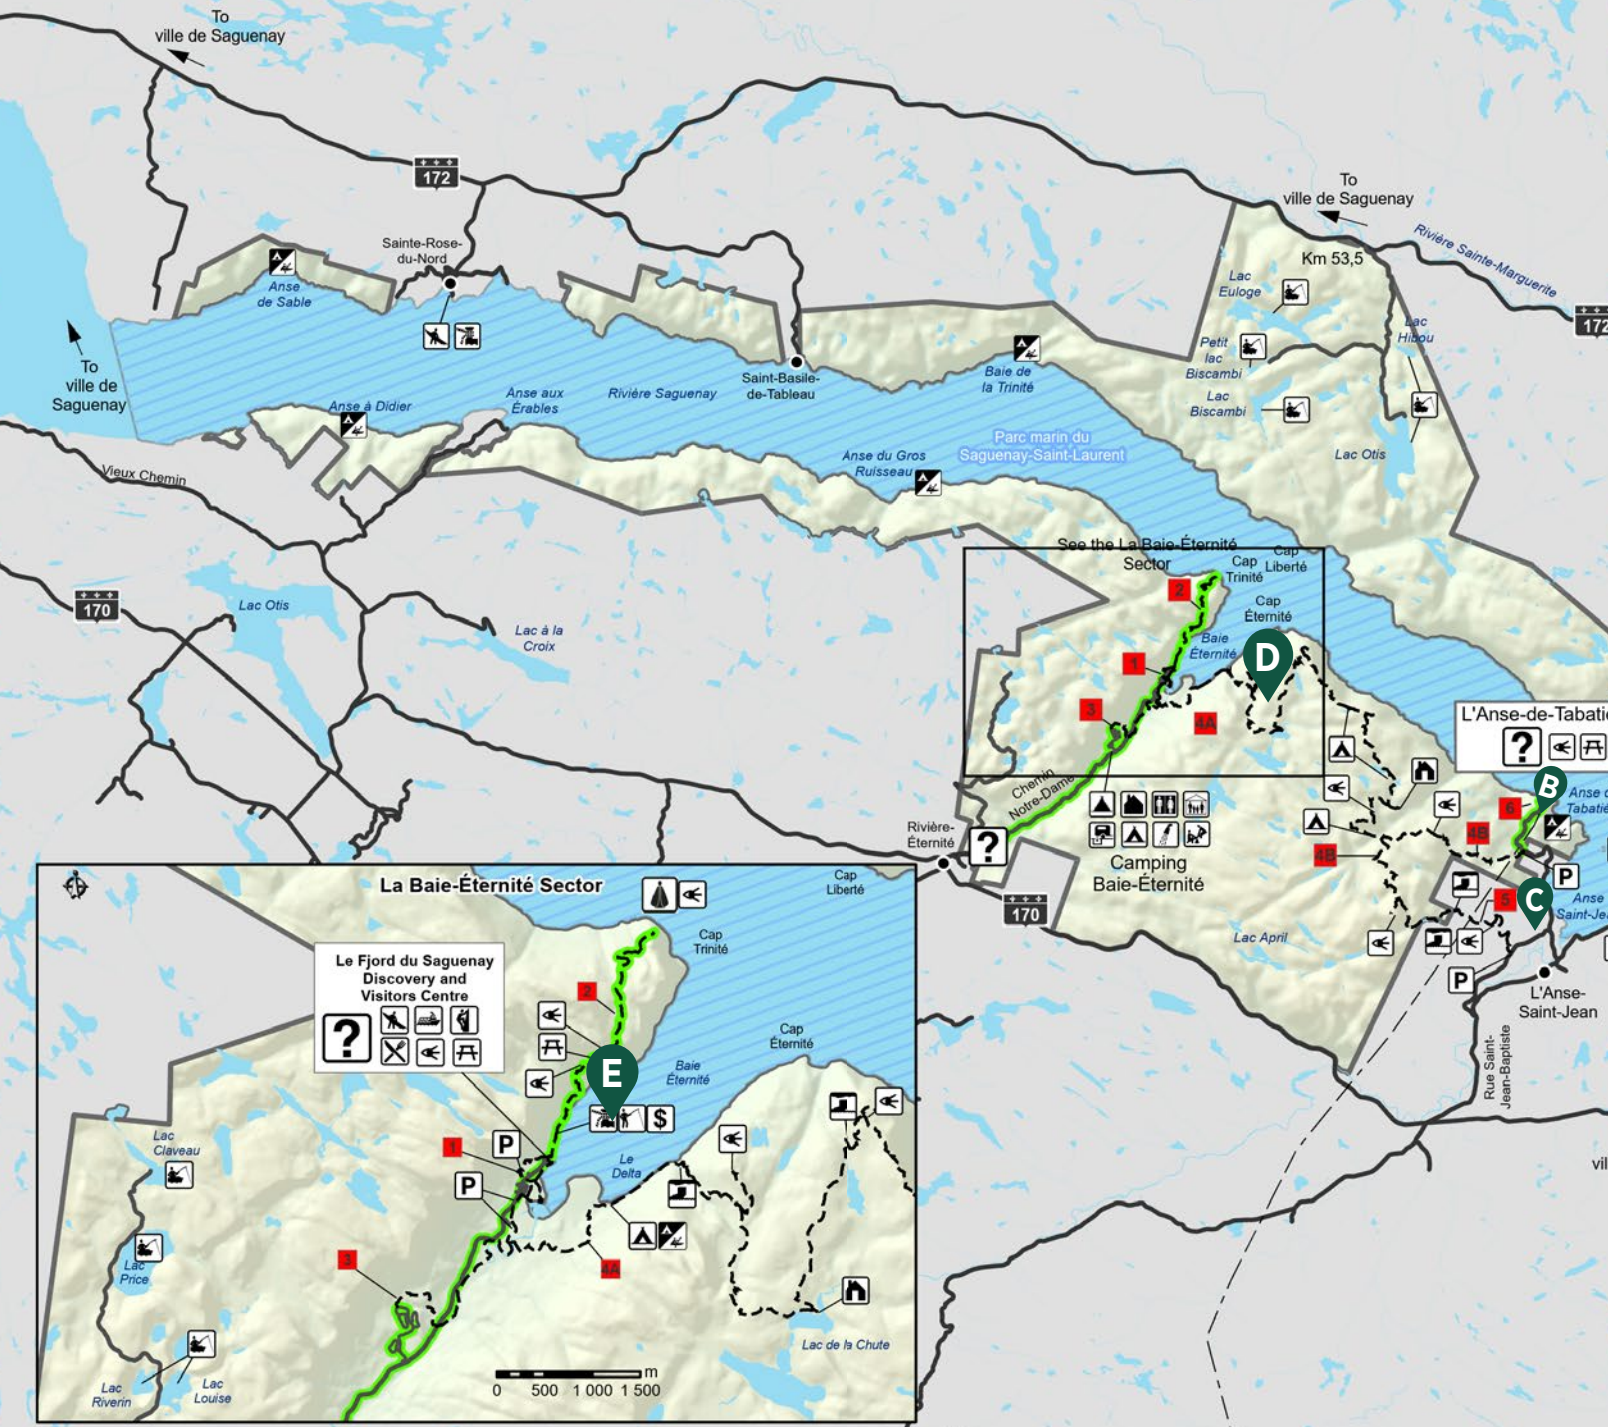 To
ville de Saguenay
172
To
ville de Saguenay
Rivière Sainte-Marguerite
Km 53,5
172
Sainte-Rose-
du-Nord
Anse
de Sable
Lac
Euloge
Lac
Hibou
Petit
lac
Biscambi
Lac
Biscambi
Lac Otis
To
ville de
Saguenay
Anse à Didier
Anse aux
Érables
Rivière Saguenay
Saint-Basile-
de-Tableau
Baie de
la Trinité
Parc marin du
Saguenay-Saint-Laurent
Anse du Gros
Ruisseau
Vieux Chemin
See the La Baie-Éternité
Sector
Cap
Trinité
Cap
Liberté
Cap
Éternité
2
Baie
Éternité
D
1
3
4A
170
Lac Otis
Lac à la
Croix
L'Anse-de-Tabatiè
?
B
Anse
Tabatiè
6
4B
4B
P
5
C
Anse
Saint-Jea
Chemin
Notre-Dame
Rivière-
Éternité
?
Camping
Baie-Éternité
170
Lac April
P
L'Anse-
Saint-Jean
Rue Saint-
Jean-Baptiste
vil
La Baie-Éternité Sector
Cap
Liberté
Cap
Trinité
Le Fjord du Saguenay
Discovery and
Visitors Centre
?
2
Cap
Éternité
Baie
Éternité
E
$
1
P
P
Le
Delta
Lac
Claveau
Lac
Price
3
4A
Lac de la Chute
Lac
Riverin
Lac
Louise
m
0 500 1 000 1 500